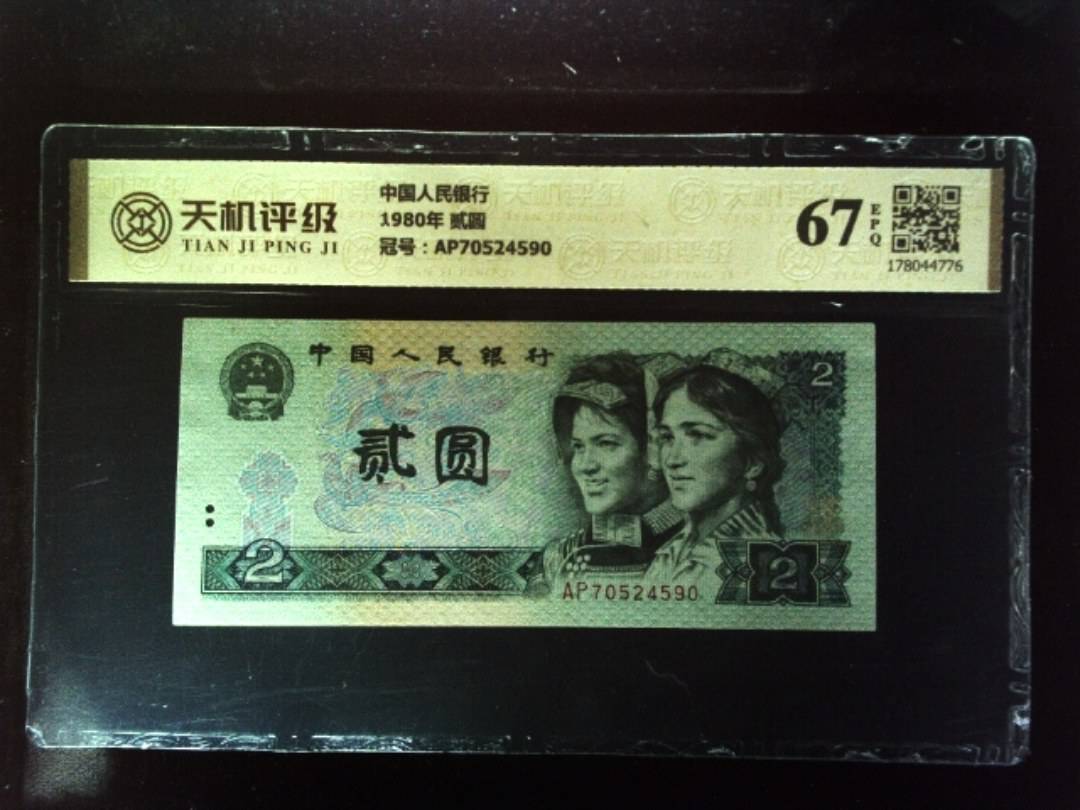 天机评级
TIAN JI PING JI
中国人民银行
1980年 贰圆
冠号：AP70524590
67
EPQ
178044776
中国人民银行
2
贰圆
2
AP70524590
2